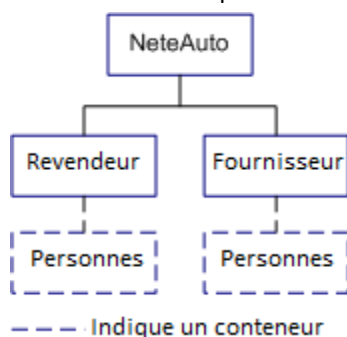 NeteAuto
Revendeur
Fournisseur
Personnes
Personnes
Indique un conteneur